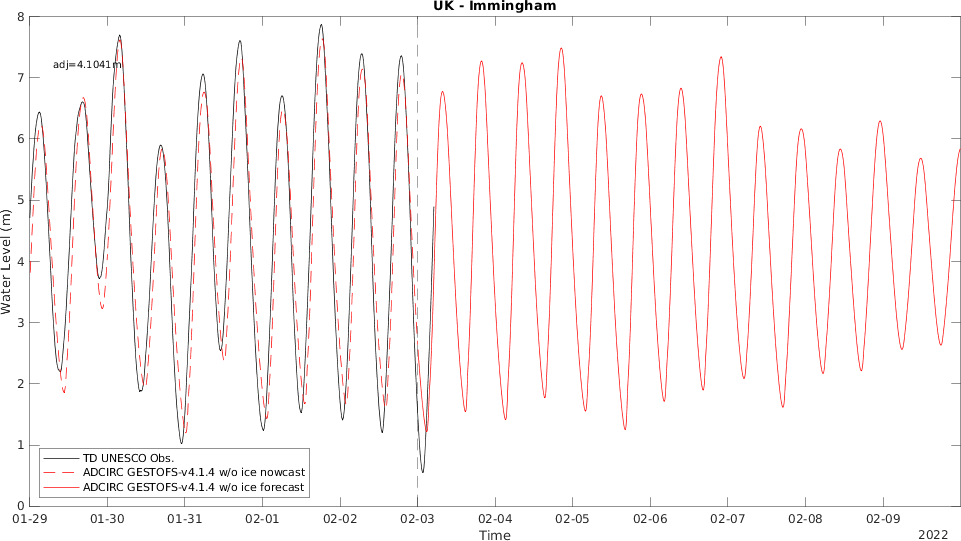 UK - Immingham
8
7
6
5
4
3
2
1
0
Water Level (m)
adj=4.1041m
TD UNESCO Obs.
ADCIRC GESTOFS-v4.1.4 w/o ice nowcast
ADCIRC GESTOFS-v4.1.4 w/o ice forecast
01-29 01-30 01-31 02-01 02-02 02-03 02-04 02-05 02-06 02-07 02-08 02-09
Time
2022